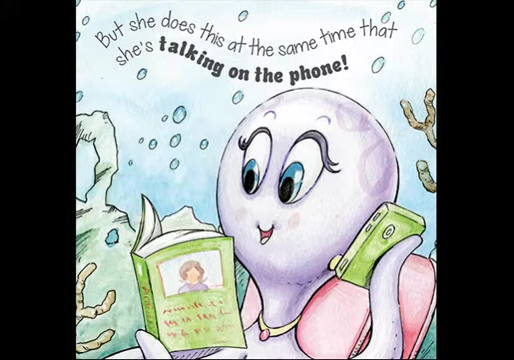 But she does this at the same time that
she's talking on the phone!